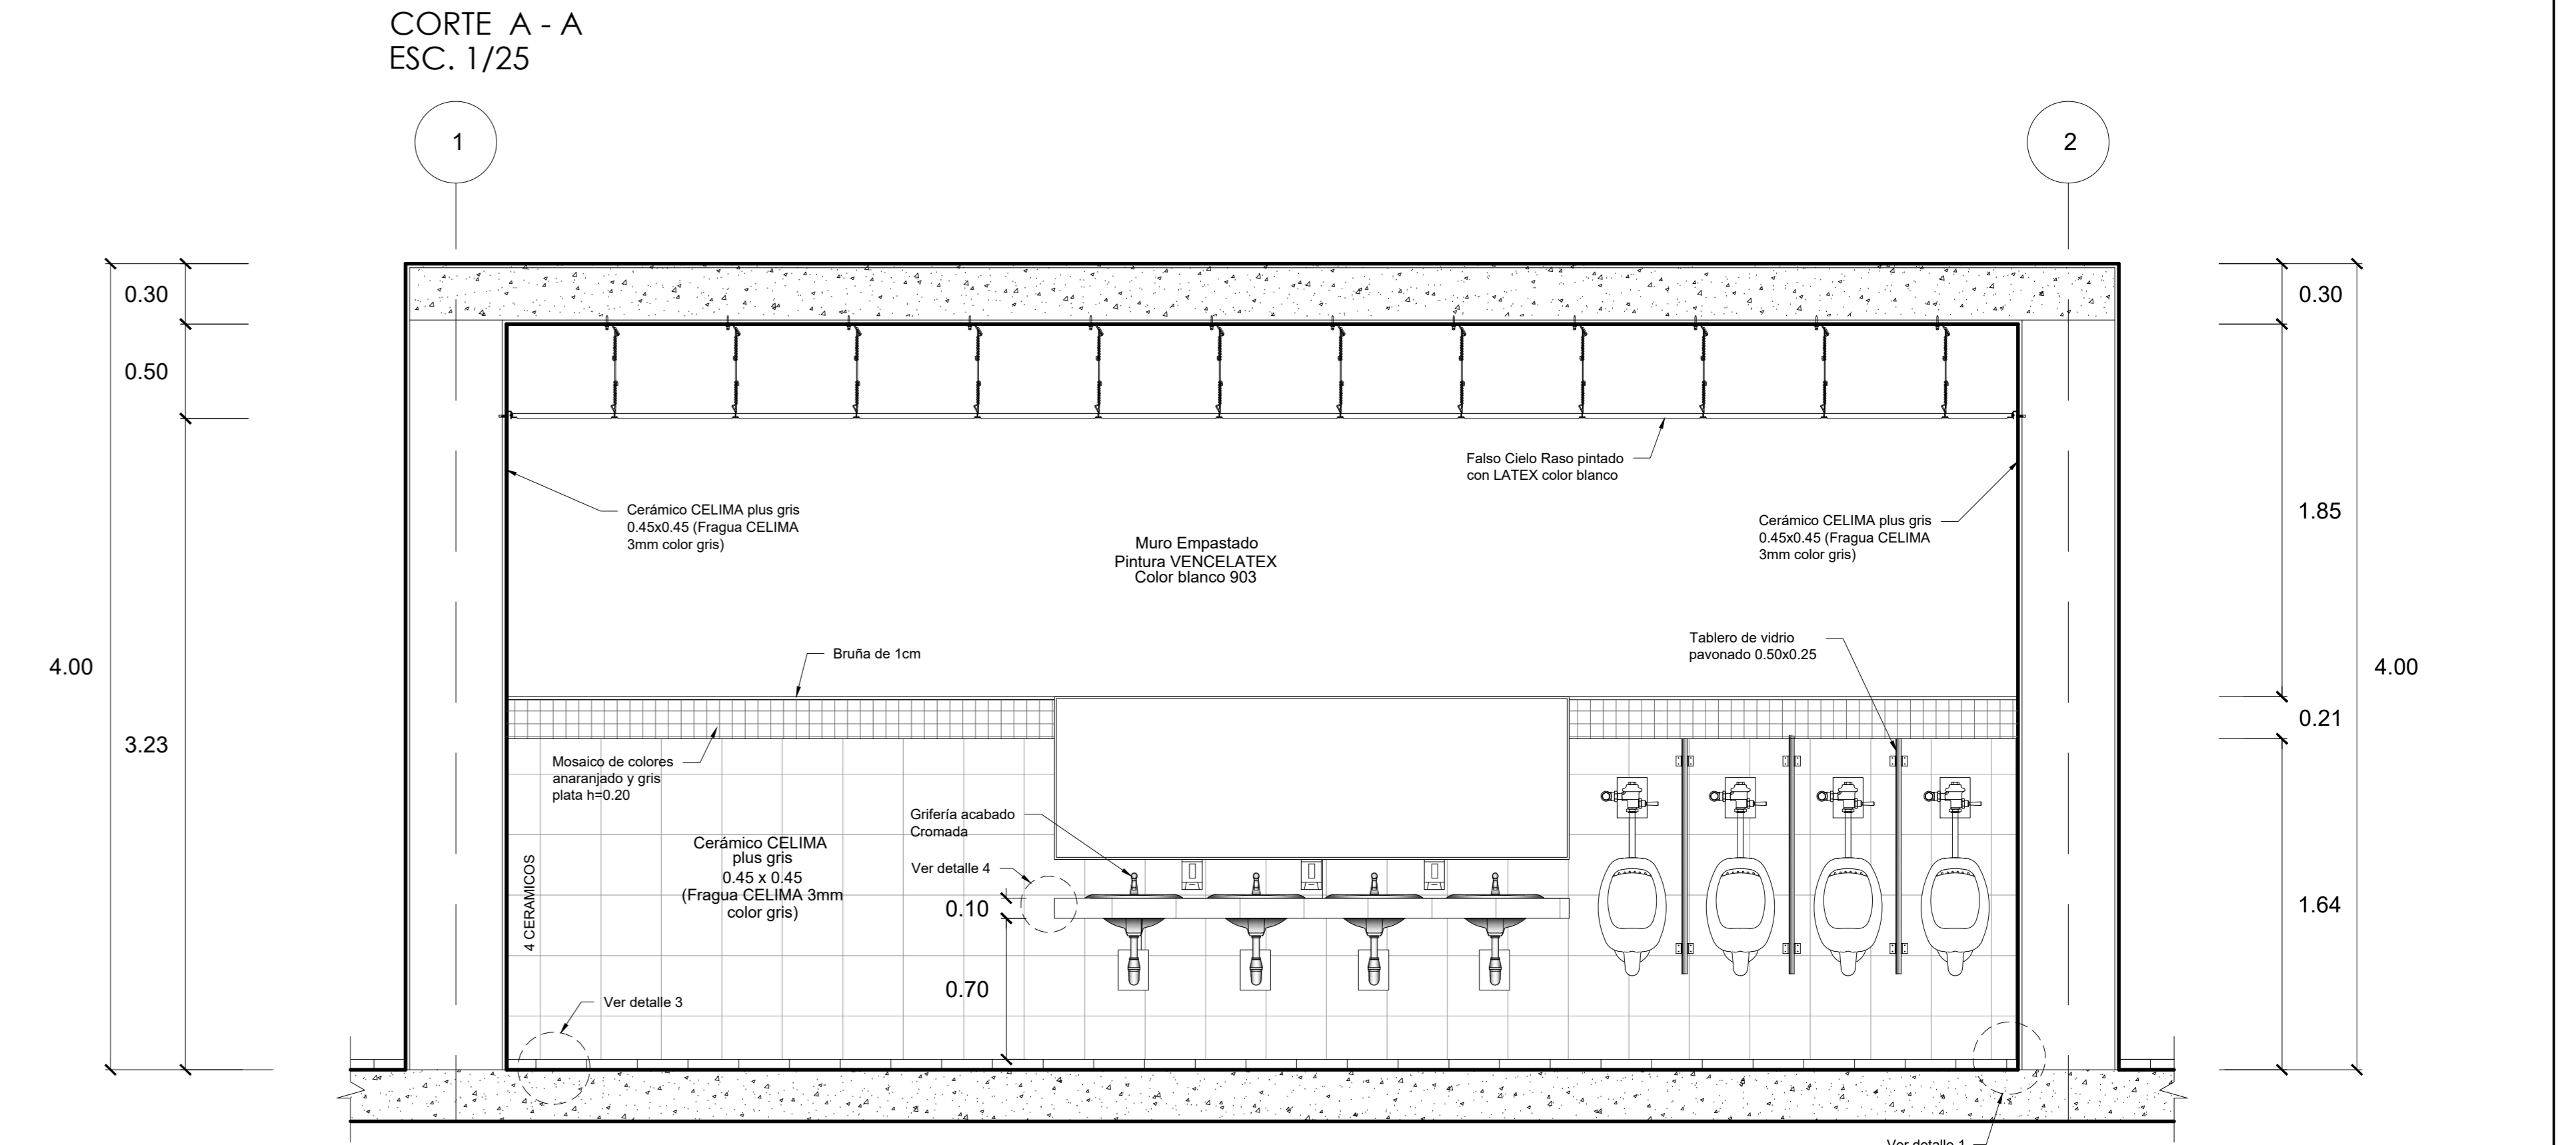 CORTE A - A
ESC. 1/25
1
2
0.30
0.50
4.00
3.23
0.30
1.85
4.00
0.21
1.64
Falso Cielo Raso pintado
con LATEX color blanco
Cerámico CELIMA plus gris
0.45x0.45 (Fragua CELIMA
3mm color gris)
Cerámico CELIMA plus gris
0.45x0.45 (Fragua CELIMA
3mm color gris)
Muro Empastado
Pintura VENCELATEX
Color blanco 903
Bruña de 1cm
Tablero de vidrio
pavonado 0.50x0.25
Mosaico de colores
anaranjado y gris
plata h=0.20
Grifería acabado
Cromada
Cerámico CELIMA
plus gris
0.45 x 0.45
(Fragua CELIMA 3mm
color gris)
4 CERAMICOS
Ver detalle 4
0.10
0.70
Ver detalle 3
Ver detalle 1